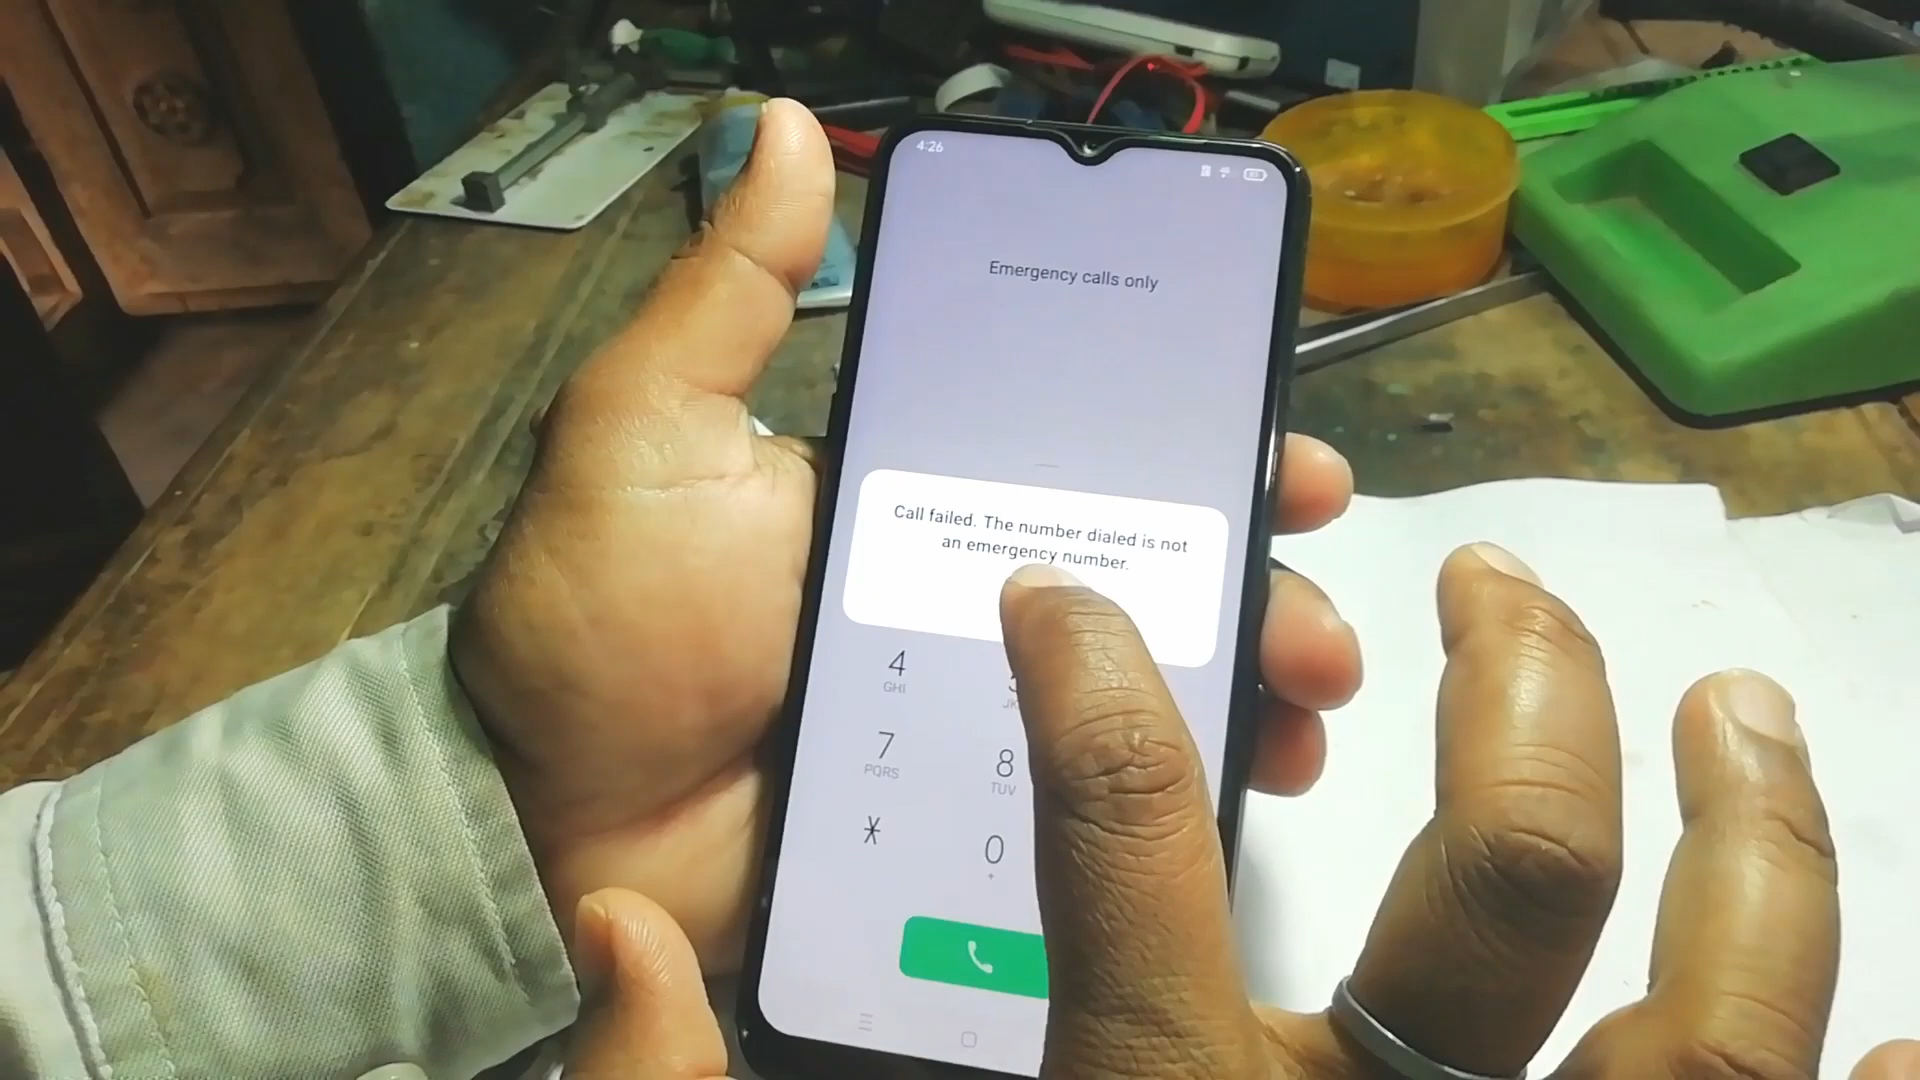 4:26
Emergency calls only
Call failed. The number dialed is not
an emergency number.
4
GHI
7
PQRS
8
TUV
*
0
+